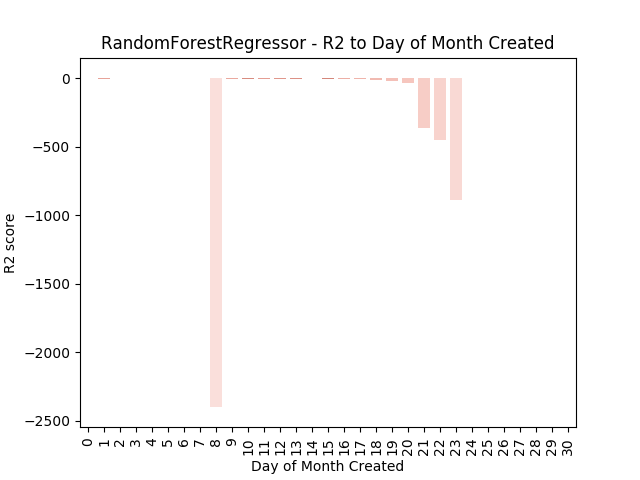 RandomForestRegressor - R2 to Day of Month Created
0
−500
−1000
−1500
−2000
−2500
R2 score
0 1 2 3 4 5 6 7 8 9 10 11 12 13 14 15 16 17 18 19 20 21 22 23 24 25 26 27 28 29 30
Day of Month Created